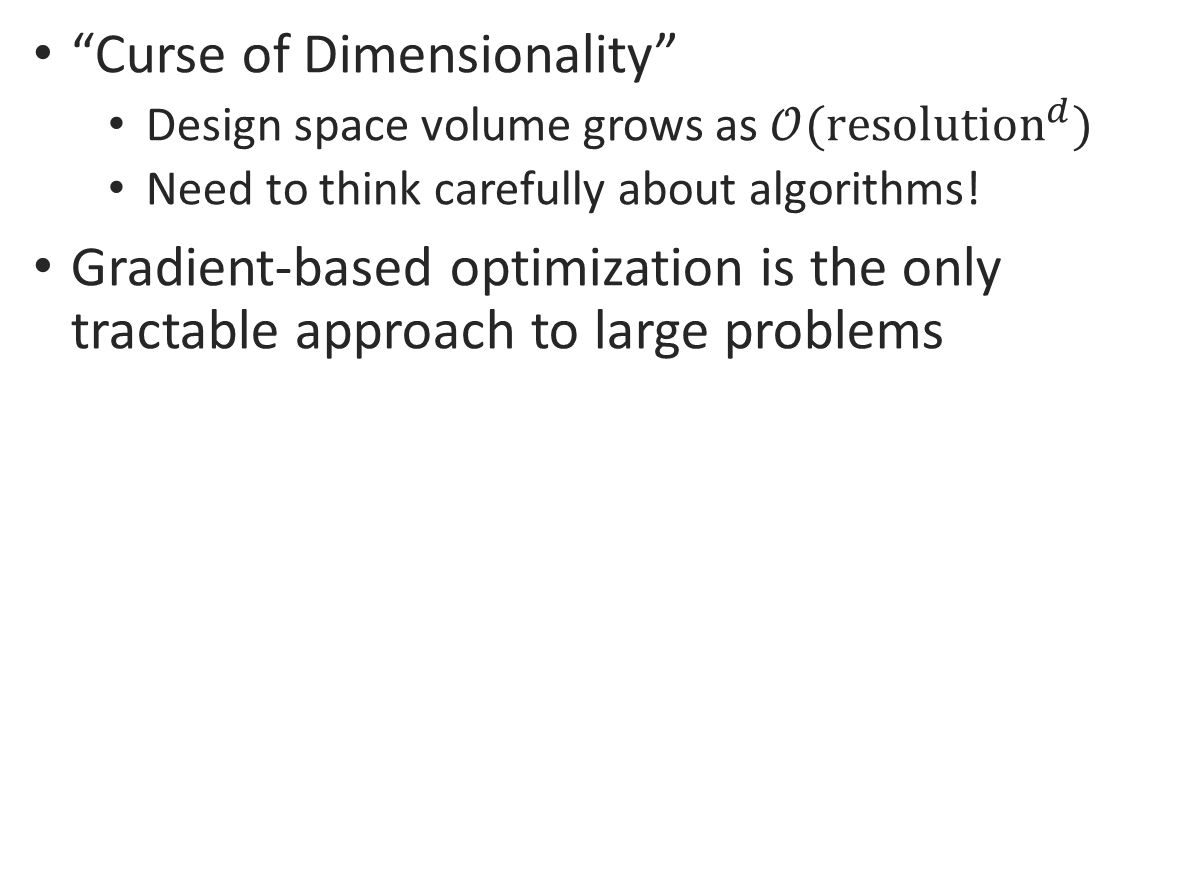 • “Curse of Dimensionality”
• Design space volume grows as 𝒪(resolution^d)
• Need to think carefully about algorithms!
• Gradient-based optimization is the only
tractable approach to large problems